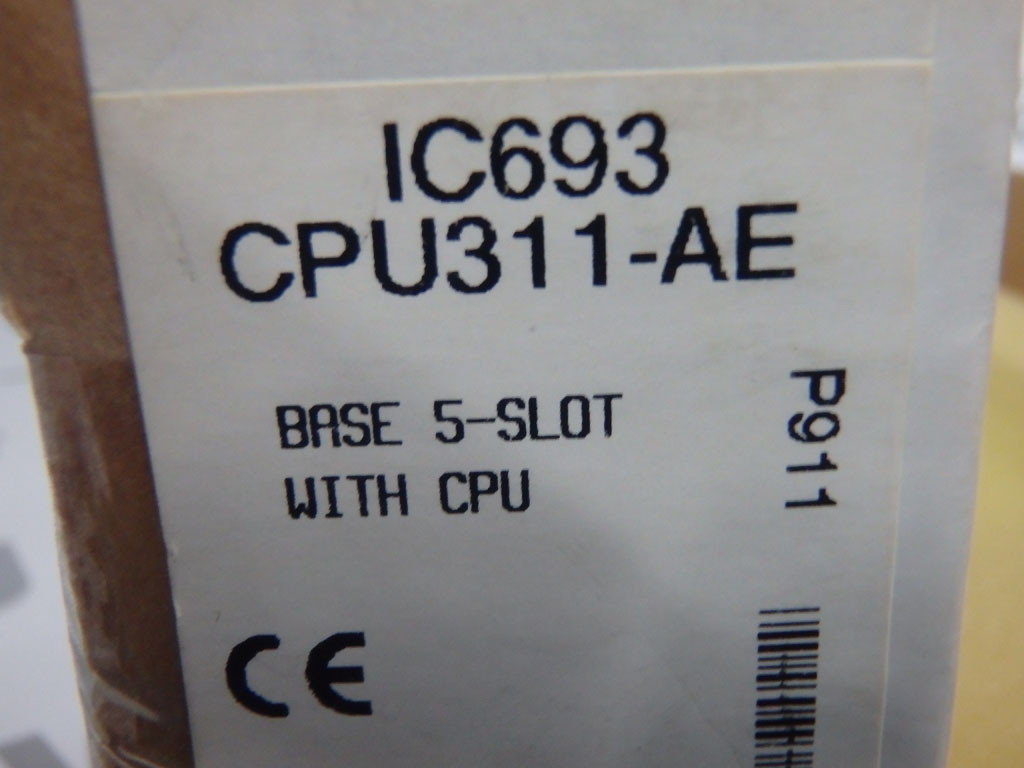 IC693
CPU311-AE
BASE 5-SLOT
WITH CPU
P911
CE